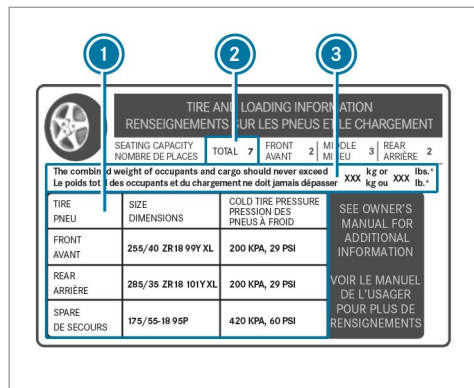 1 2 3
TIRE AND LOADING INFORMATION
RENSEIGNEMENTS SUR LES PNEUS ET LE CHARGEMENT
SEATING CAPACITY
NOMBRE DE PLACES
TOTAL 7
FRONT
AVANT 2
MIDDLE
MILIEU 3
REAR
ARRIÈRE 2
The combined weight of occupants and cargo should never exceed XXX kg or XXX lbs.*
Le poids total des occupants et du chargement ne doit jamais dépasser kg ou lb.*
TIRE
PNEU
SIZE
DIMENSIONS
COLD TIRE PRESSURE
PRESSION DES
PNEUS À FROID
FRONT
AVANT
255/40 ZR18 99Y XL
200 KPA, 29 PSI
REAR
ARRIÈRE
285/35 ZR18 101Y XL
200 KPA, 29 PSI
SPARE
DE SECOURS
175/55-18 95P
420 KPA, 60 PSI
SEE OWNER'S
MANUAL FOR
ADDITIONAL
INFORMATION
VOIR LE MANUEL
DE L'USAGER
POUR PLUS DE
RENSIGNEMENTS